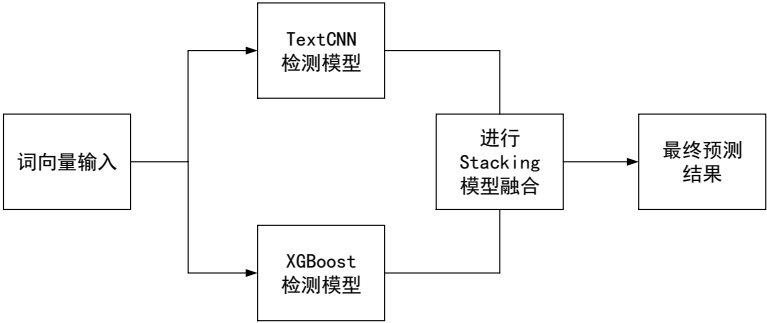 词向量输入
TextCNN
检测模型
XGBoost
检测模型
进行
Stacking
模型融合
最终预测
结果